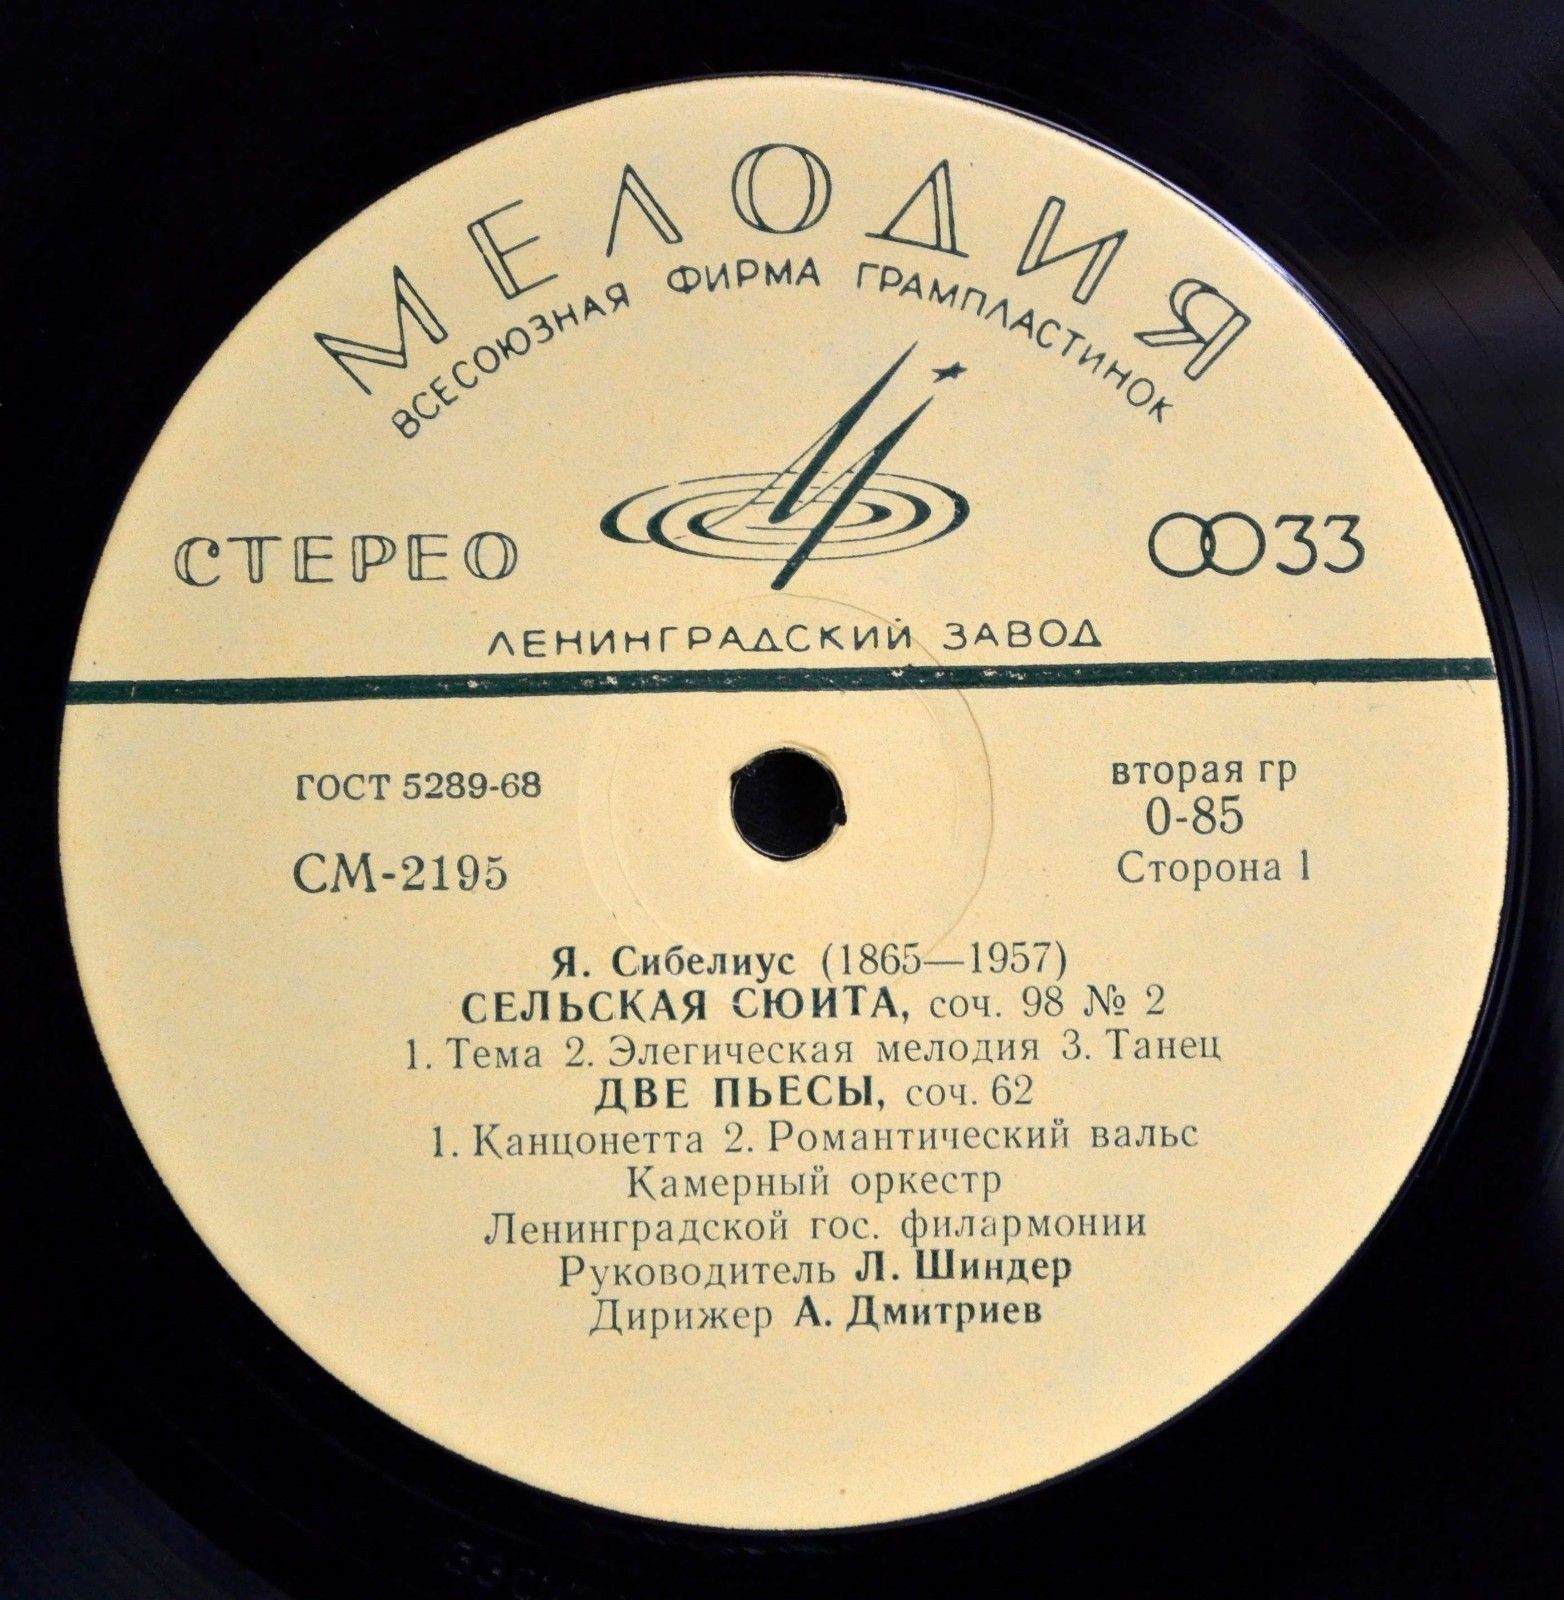 МЕЛОДИЯ
ВСЕСОЮЗНАЯ ФИРМА ГРАМПЛАСТИНОК
СТЕРЕО
33
ЛЕНИНГРАДСКИЙ ЗАВОД
ГОСТ 5289-68
вторая гр
0-85
СМ-2195
Сторона 1
Я. Сибелиус (1865—1957)
СЕЛЬСКАЯ СЮИТА, соч. 98 № 2
1. Тема 2. Элегическая мелодия 3. Танец
ДВЕ ПЬЕСЫ, соч. 62
1. Канцонетта 2. Романтический вальс
Камерный оркестр
Ленинградской гос. филармонии
Руководитель Л. Шиндер
Дирижер А. Дмитриев